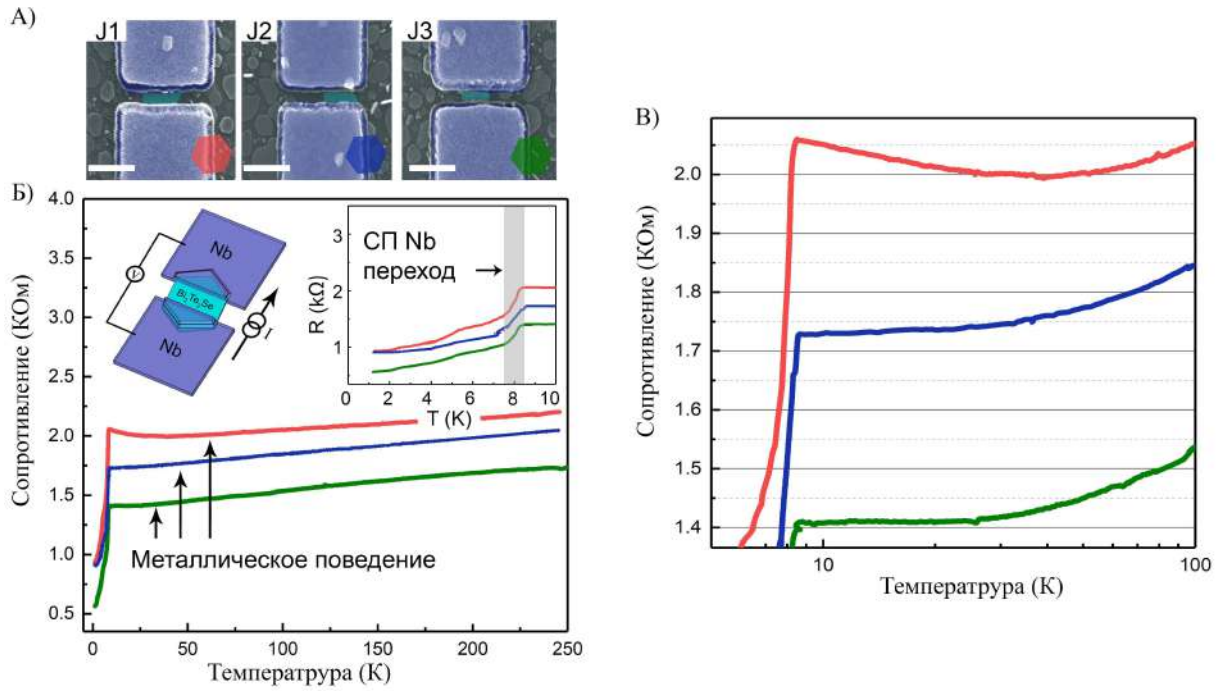 А)
J1
J2
J3
Б)
Сопротивление (КОм)
4.0
3.5
3.0
2.5
2.0
1.5
1.0
0.5
0
50
100
150
200
250
Температрура (К)
Nb
Bi2Te2Se
Nb
V
I
СП Nb
переход
R (kΩ)
3
2
1
0
2
4
6
8
10
T (K)
Металлическое поведение
В)
Сопротивление (КОм)
2.0
1.9
1.8
1.7
1.6
1.5
1.4
10
100
Температрура (К)